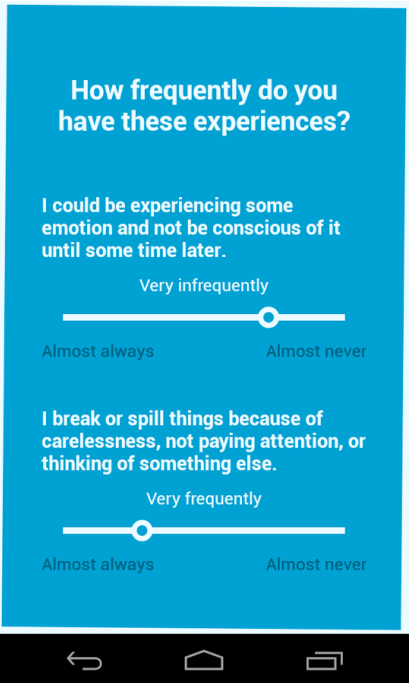 How frequently do you
have these experiences?
I could be experiencing some
emotion and not be conscious of it
until some time later.
Very infrequently
Almost always Almost never
I break or spill things because of
carelessness, not paying attention, or
thinking of something else.
Very frequently
Almost always Almost never